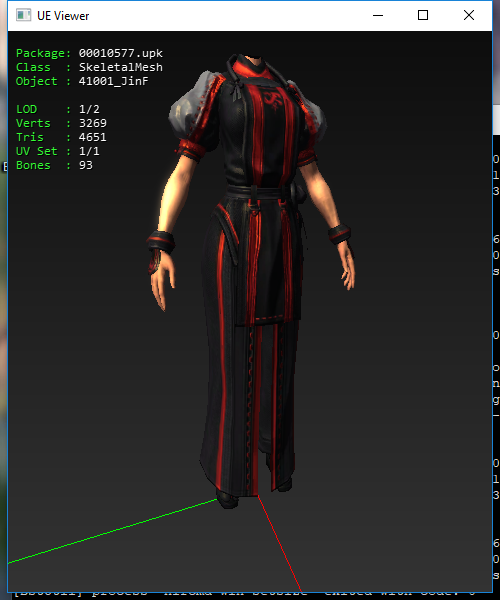 UE Viewer
Package: 00010577.upk
Class : SkeletalMesh
Object : 41001_JinF
LOD : 1/2
Verts : 3269
Tris : 4651
UV Set : 1/1
Bones : 93